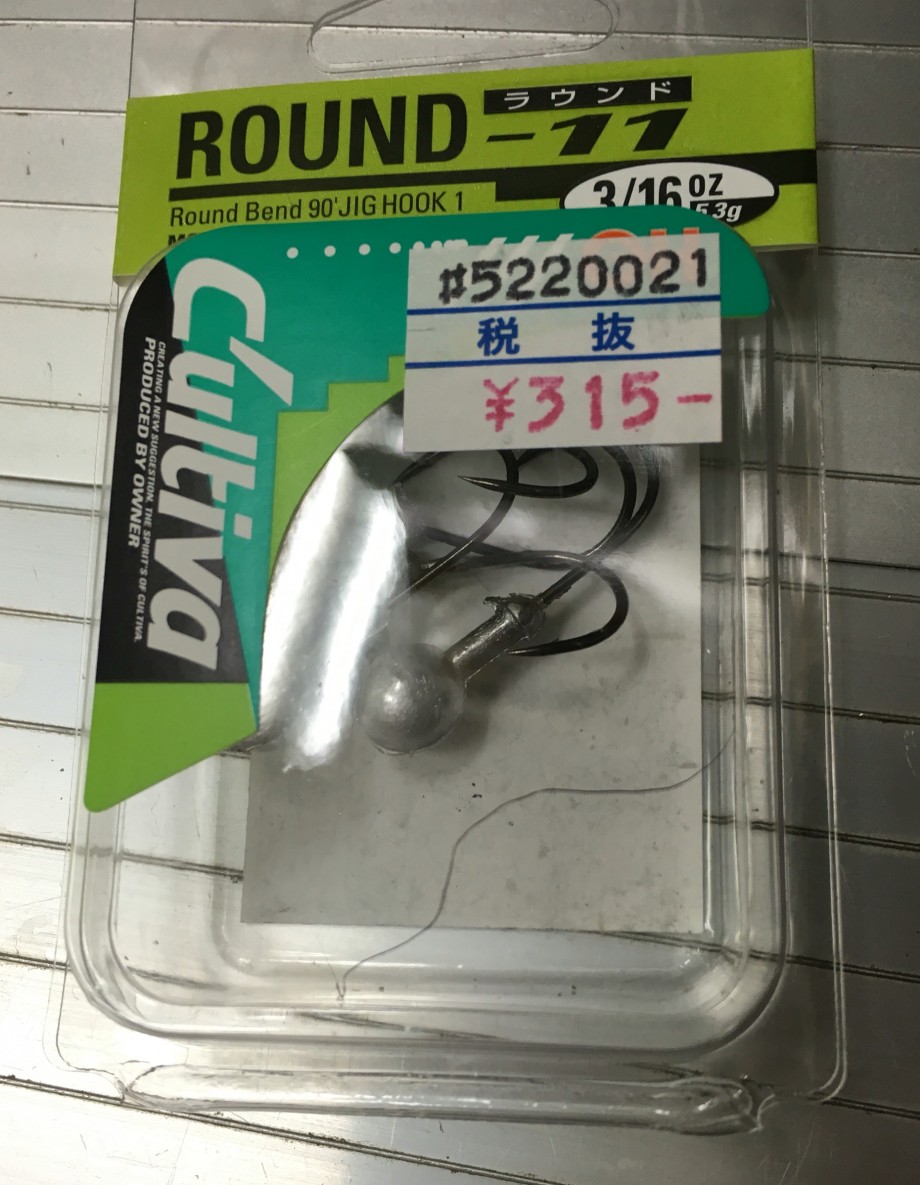 ラウンド
ROUND-11
Round Bend 90'JIG HOOK 1
3/16 OZ
5.3g
#5220021
税抜
¥315-
C'ultiva
CREATING A NEW SUGGESTION, THE SPIRIT'S OF CULTIVA.
PRODUCED BY OWNER